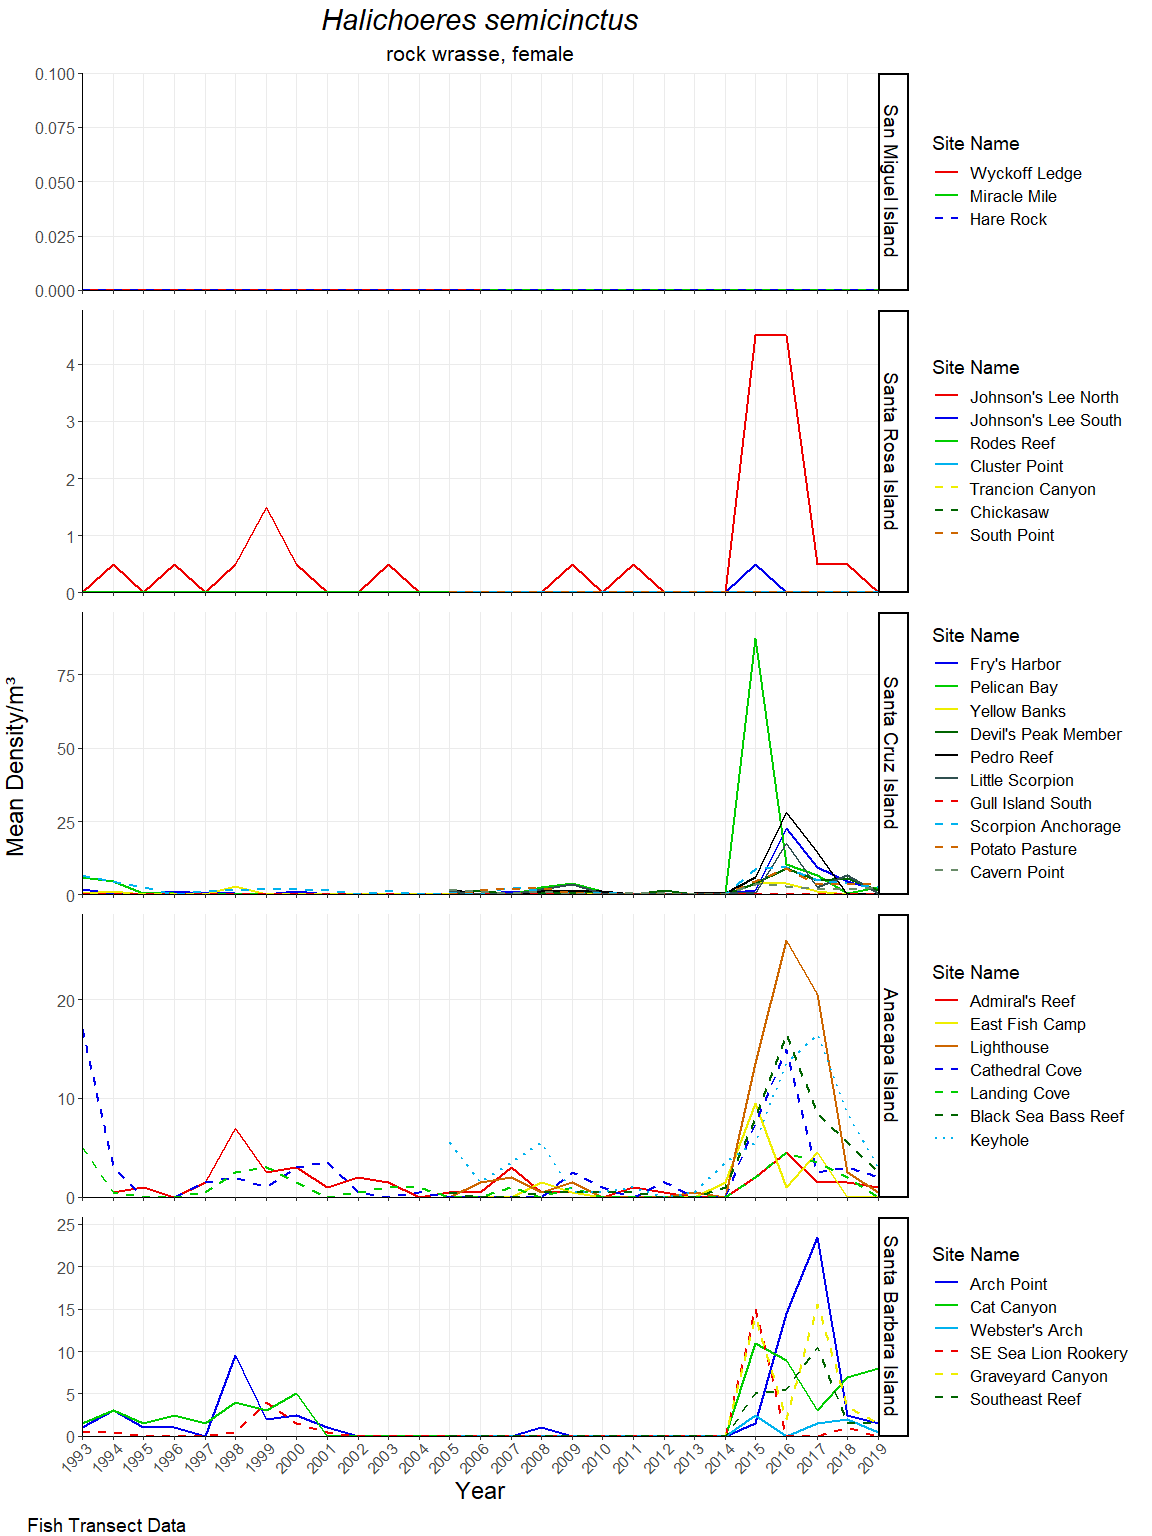 Halichoeres semicinctus
rock wrasse, female
0.100
0.075
0.050
0.025
0.000
San Miguel Island
Site Name
Wyckoff Ledge
Miracle Mile
Hare Rock
4
3
2
1
0
Santa Rosa Island
Site Name
Johnson's Lee North
Johnson's Lee South
Rodes Reef
Cluster Point
Trancion Canyon
Chickasaw
South Point
Mean Density/m³
75
50
25
0
Santa Cruz Island
Site Name
Fry's Harbor
Pelican Bay
Yellow Banks
Devil's Peak Member
Pedro Reef
Little Scorpion
Gull Island South
Scorpion Anchorage
Potato Pasture
Cavern Point
20
10
0
Anacapa Island
Site Name
Admiral's Reef
East Fish Camp
Lighthouse
Cathedral Cove
Landing Cove
Black Sea Bass Reef
Keyhole
25
20
15
10
5
0
Santa Barbara Island
Site Name
Arch Point
Cat Canyon
Webster's Arch
SE Sea Lion Rookery
Graveyard Canyon
Southeast Reef
1993 1994 1995 1996 1997 1998 1999 2000 2001 2002 2003 2004 2005 2006 2007 2008 2009 2010 2011 2012 2013 2014 2015 2016 2017 2018 2019
Year
Fish Transect Data